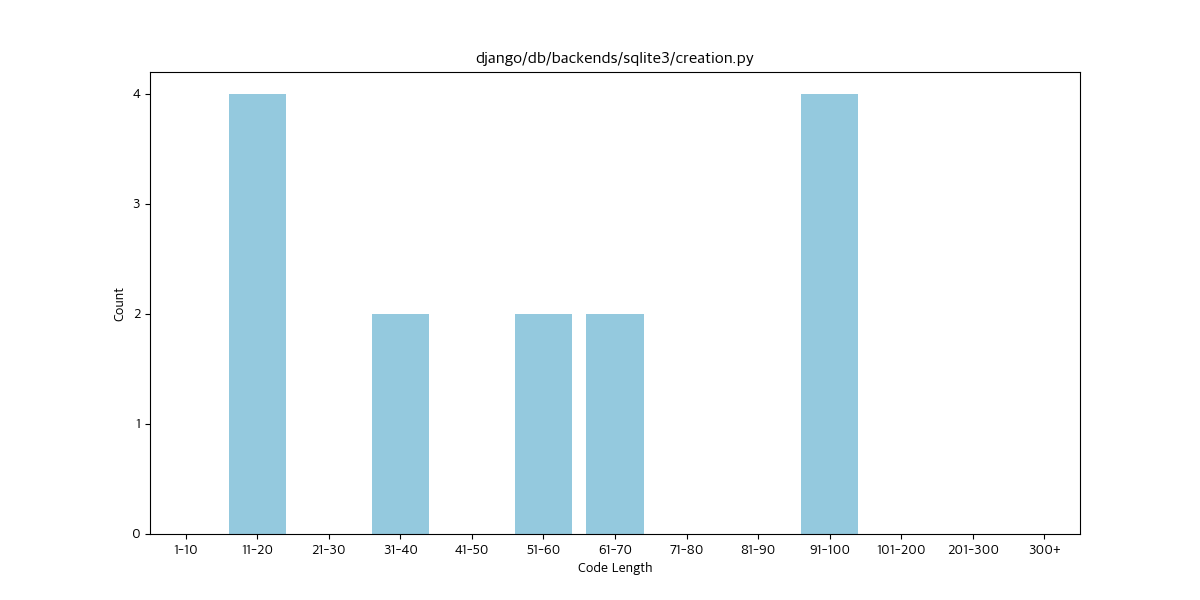 django/db/backends/sqlite3/creation.py
Count
4
3
2
1
0
1-10 11-20 21-30 31-40 41-50 51-60 61-70 71-80 81-90 91-100 101-200 201-300 300+
Code Length